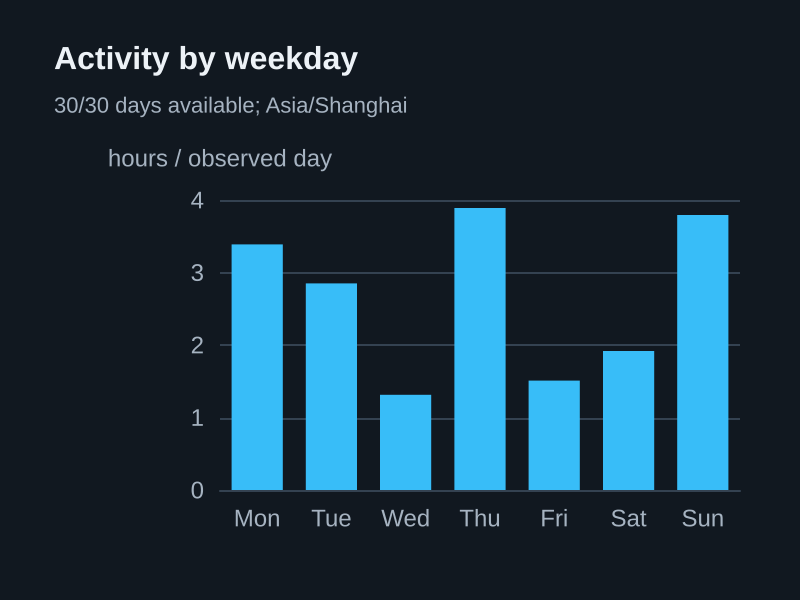 Activity by weekday
30/30 days available; Asia/Shanghai
hours / observed day
4
3
2
1
0
Mon Tue Wed Thu Fri Sat Sun